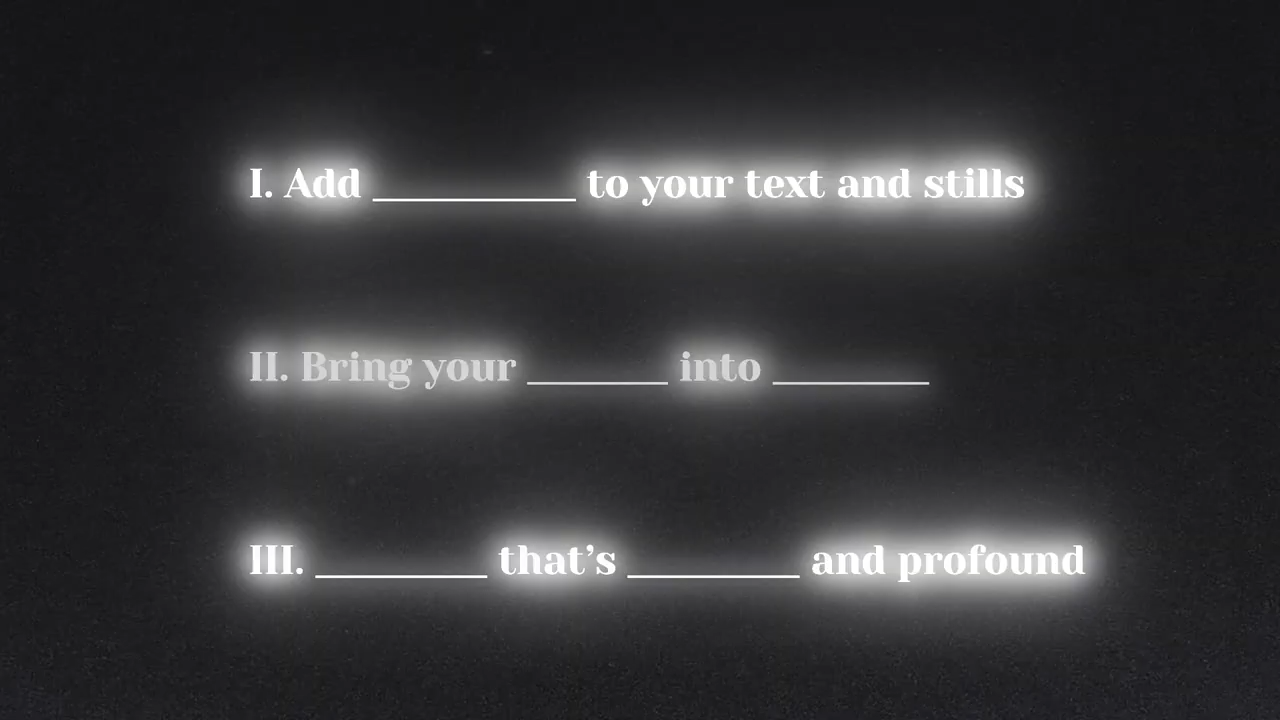 I. Add __________ to your text and stills
II. Bring your _______ into ________
III. ________ that’s ________ and profound